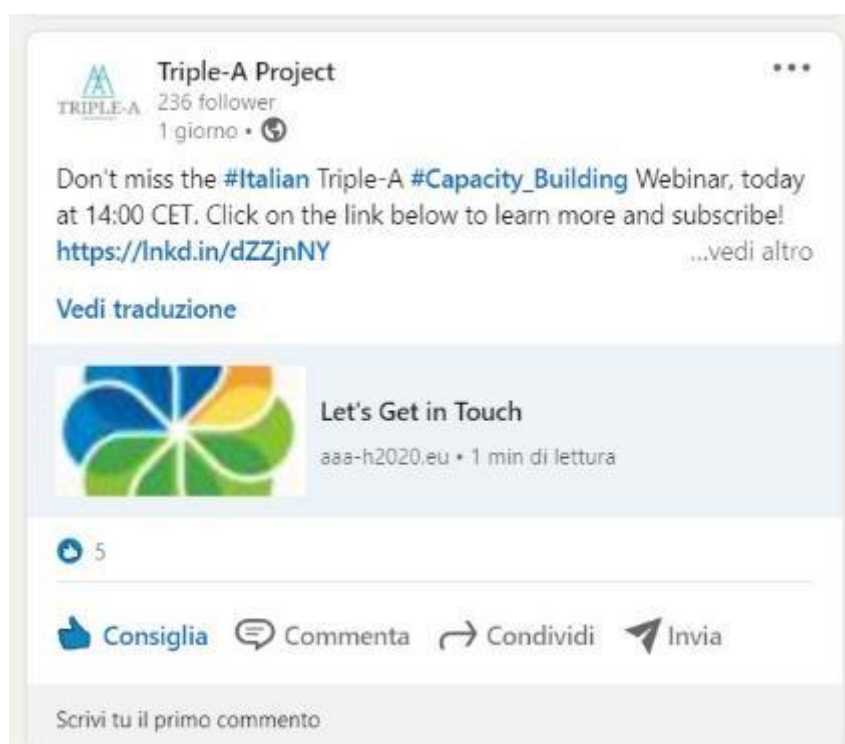 Triple-A Project
TRIPLE-A
236 follower
1 giorno •
Don't miss the #Italian Triple-A #Capacity_Building Webinar, today
at 14:00 CET. Click on the link below to learn more and subscribe!
https://lnkd.in/dZZjnNY ...vedi altro
Vedi traduzione
Let's Get in Touch
aaa-h2020.eu • 1 min di lettura
5
Consiglia Commenta Condividi Invia
Scrivi tu il primo commento